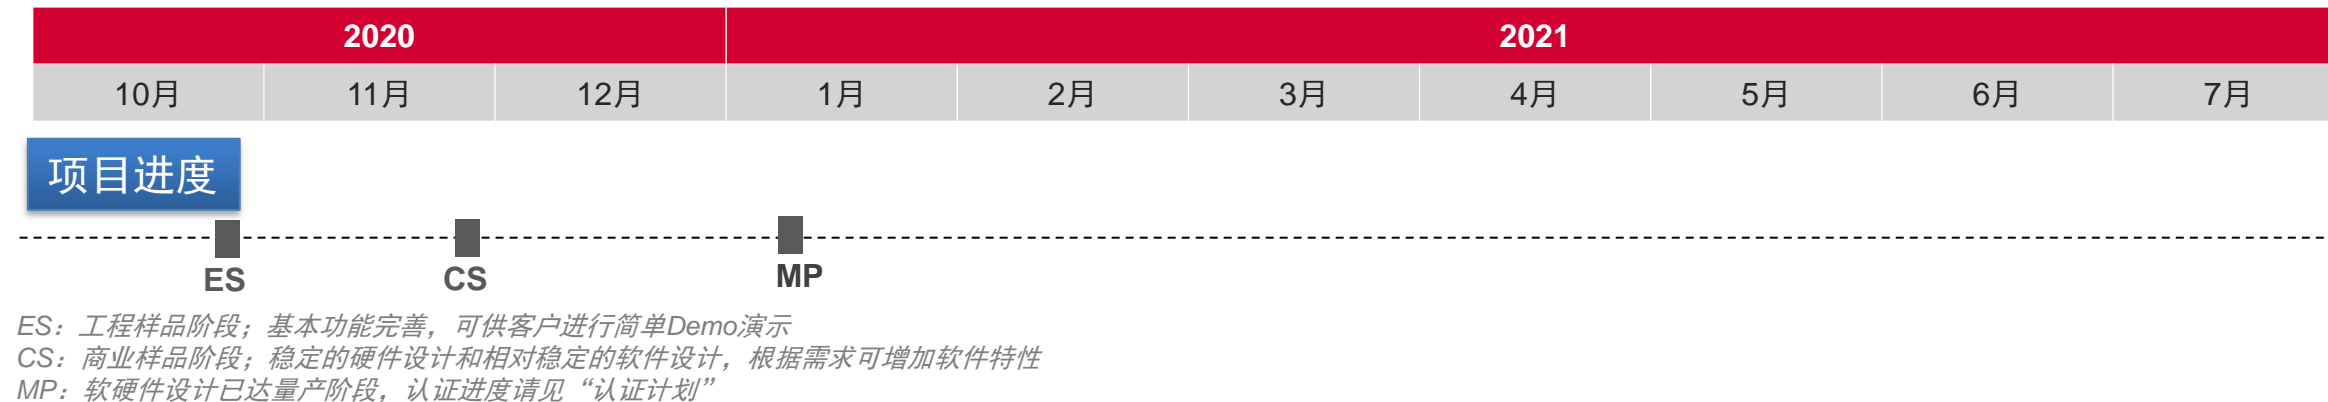 2020 2021
10月 11月 12月 1月 2月 3月 4月 5月 6月 7月
项目进度
ES CS MP
ES：工程样品阶段；基本功能完善，可供客户进行简单Demo演示
CS：商业样品阶段；稳定的硬件设计和相对稳定的软件设计，根据需求可增加软件特性
MP：软硬件设计已达量产阶段，认证进度请见“认证计划”